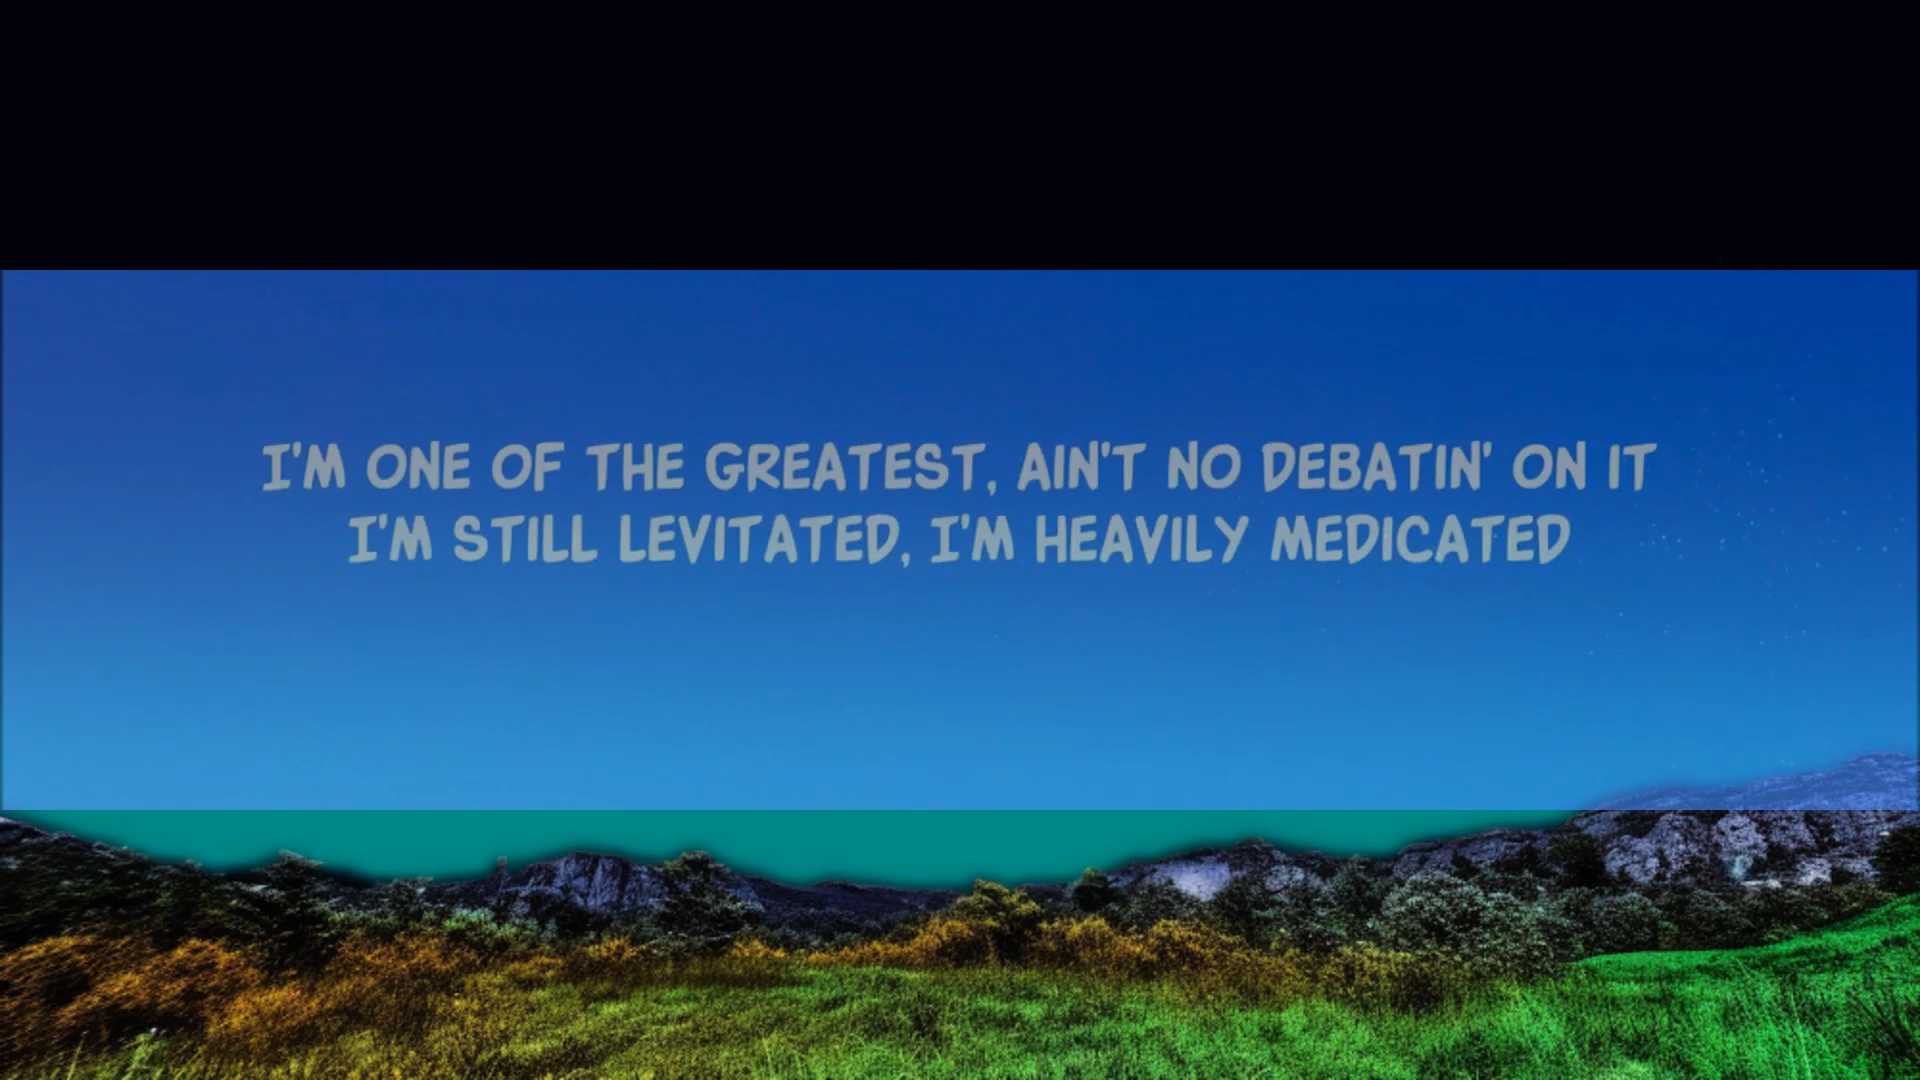 I'M ONE OF THE GREATEST, AIN'T NO DEBATIN' ON IT
I'M STILL LEVITATED, I'M HEAVILY MEDICATED